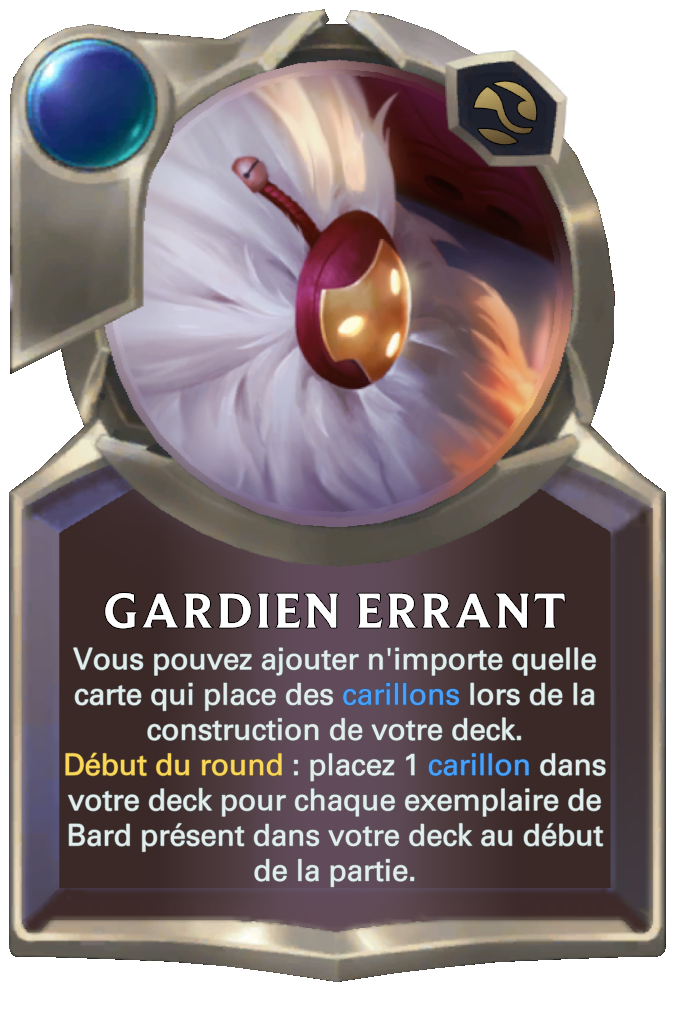 GARDIEN ERRANT
Vous pouvez ajouter n'importe quelle
carte qui place des carillons lors de la
construction de votre deck.
Début du round : placez 1 carillon dans
votre deck pour chaque exemplaire de
Bard présent dans votre deck au début
de la partie.